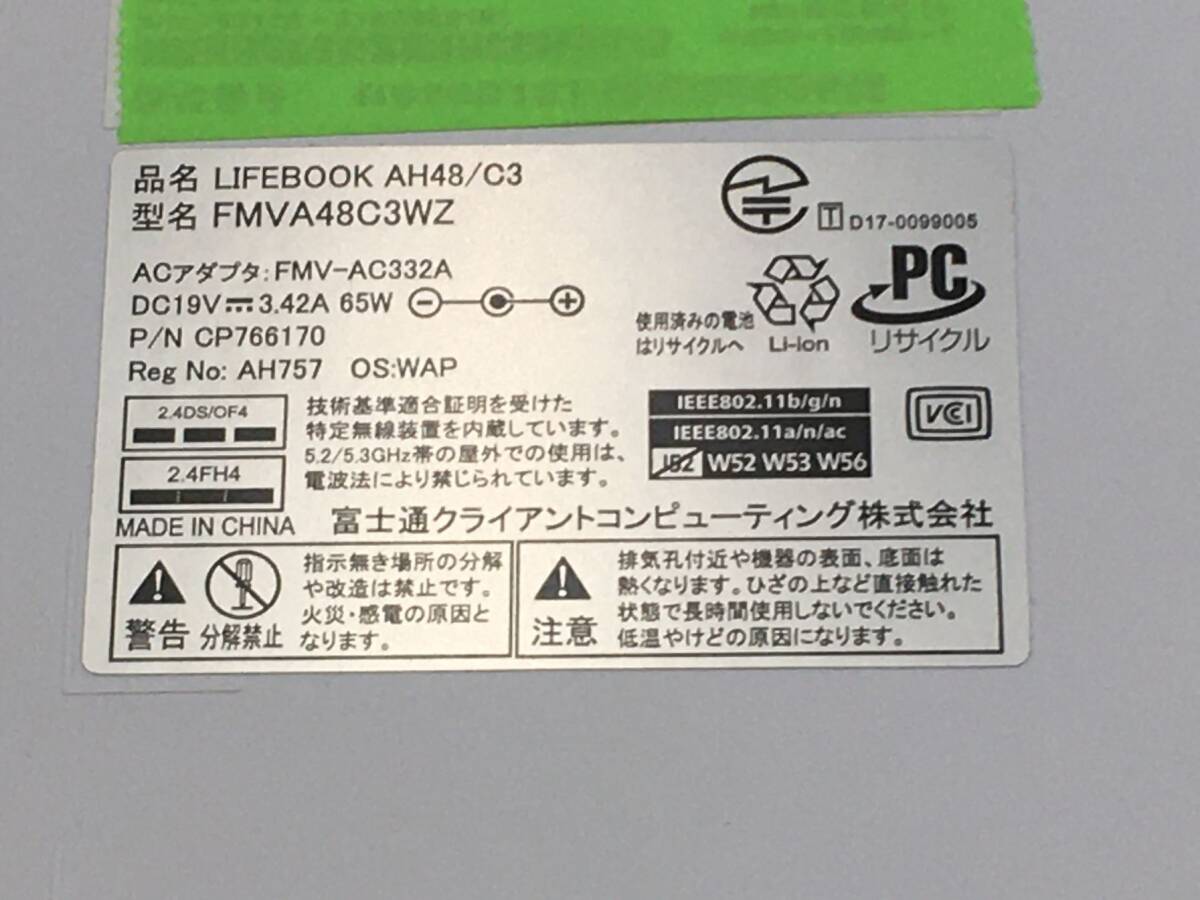 品名 LIFEBOOK AH48/C3
型名 FMVA48C3WZ
T D17-0099005
ACアダプタ:FMV-AC332A
DC19V 3.42A 65W
P/N CP766170
Reg No: AH757 OS:WAP
使用済みの電池
はリサイクルへ
Li-ion
PC
リサイクル
2.4DS/OF4
2.4FH4
技術基準適合証明を受けた
特定無線装置を内蔵しています。
5.2/5.3GHz帯の屋外での使用は、
電波法により禁じられています。
IEEE802.11b/g/n
IEEE802.11a/n/ac
J52 W52 W53 W56
VCI
MADE IN CHINA
富士通クライアントコンピューティング株式会社
警告
分解禁止
指示無き場所の分解
や改造は禁止です。
火災・感電の原因と
なります。
注意
排気孔付近や機器の表面、底面は
熱くなります。ひざの上など直接触れた
状態で長時間使用しないでください。
低温やけどの原因になります。